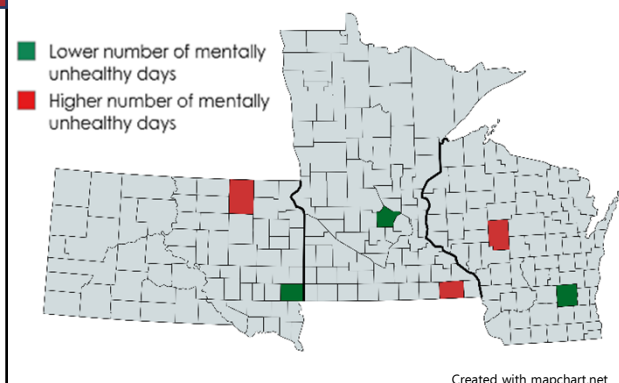 Lower number of mentally
unhealthy days
Higher number of mentally
unhealthy days
Created with mapchart.net